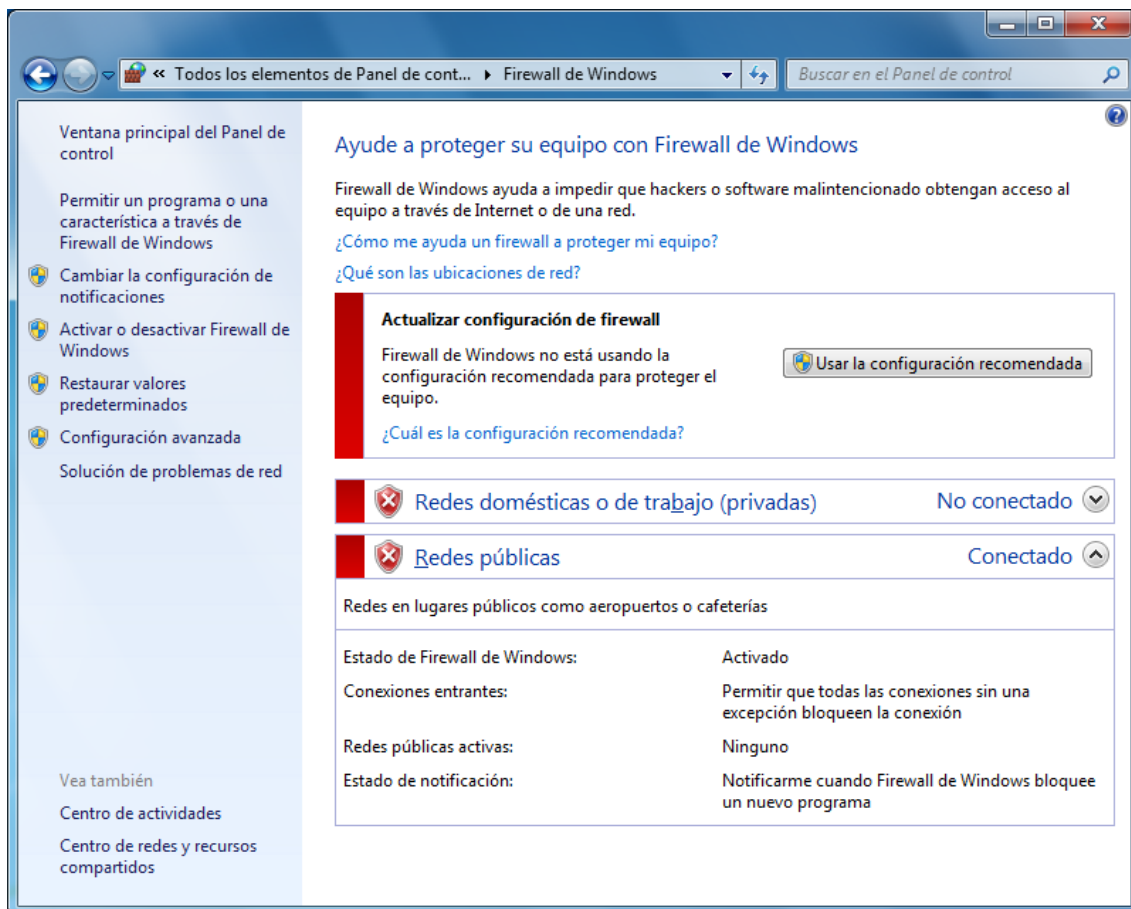 « Todos los elementos de Panel de cont... ▸ Firewall de Windows
Buscar en el Panel de control
Ventana principal del Panel de
control
Permitir un programa o una
característica a través de
Firewall de Windows
Cambiar la configuración de
notificaciones
Activar o desactivar Firewall de
Windows
Restaurar valores
predeterminados
Configuración avanzada
Solución de problemas de red
Vea también
Centro de actividades
Centro de redes y recursos
compartidos
Ayude a proteger su equipo con Firewall de Windows
Firewall de Windows ayuda a impedir que hackers o software malintencionado obtengan acceso al
equipo a través de Internet o de una red.
¿Cómo me ayuda un firewall a proteger mi equipo?
¿Qué son las ubicaciones de red?
Actualizar configuración de firewall
Firewall de Windows no está usando la
configuración recomendada para proteger el
equipo.
Usar la configuración recomendada
¿Cuál es la configuración recomendada?
Redes domésticas o de trabajo (privadas) No conectado
Redes públicas Conectado
Redes en lugares públicos como aeropuertos o cafeterías
Estado de Firewall de Windows: Activado
Conexiones entrantes: Permitir que todas las conexiones sin una
excepción bloqueen la conexión
Redes públicas activas: Ninguno
Estado de notificación: Notificarme cuando Firewall de Windows bloquee
un nuevo programa